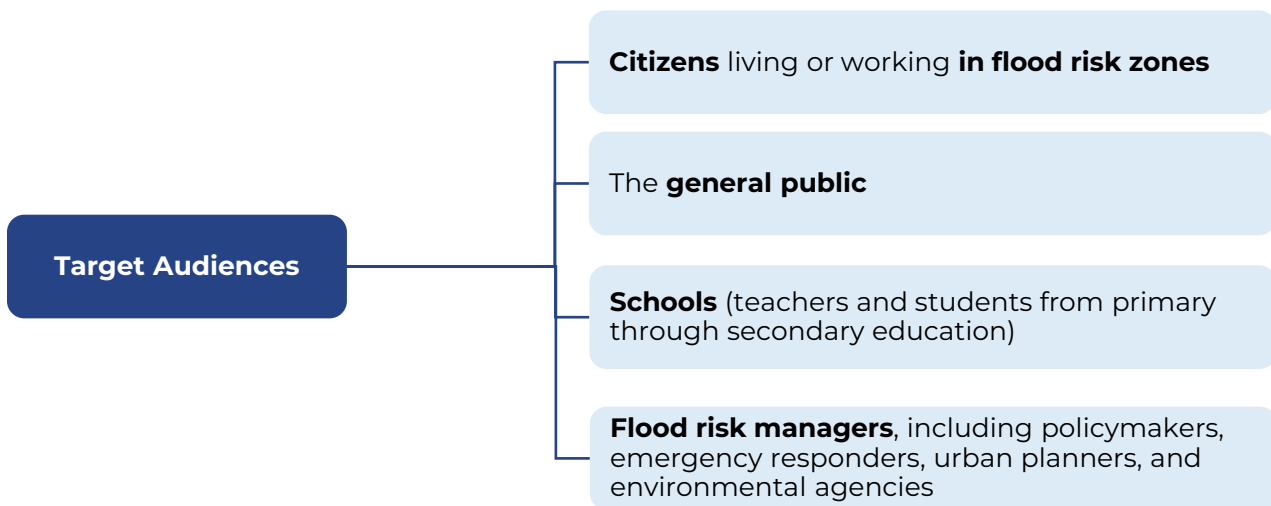 Citizens living or working in flood risk zones
The general public
Target Audiences
Schools (teachers and students from primary
through secondary education)
Flood risk managers, including policymakers,
emergency responders, urban planners, and
environmental agencies